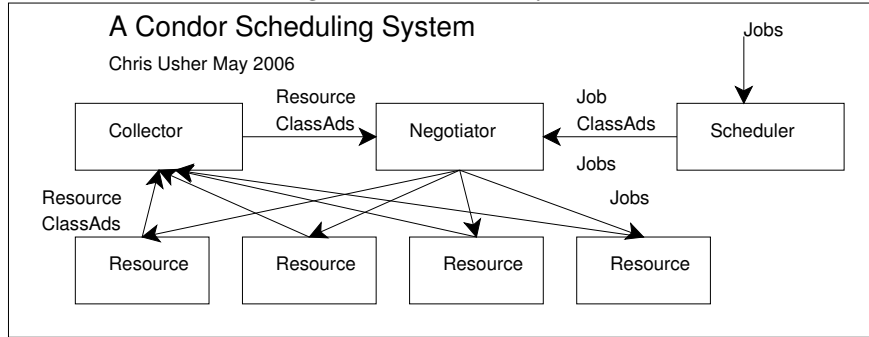 A Condor Scheduling System
Chris Usher May 2006
Jobs
Resource
ClassAds
Job
ClassAds
Collector
Negotiator
Scheduler
Jobs
Resource
ClassAds
Jobs
Resource
Resource
Resource
Resource